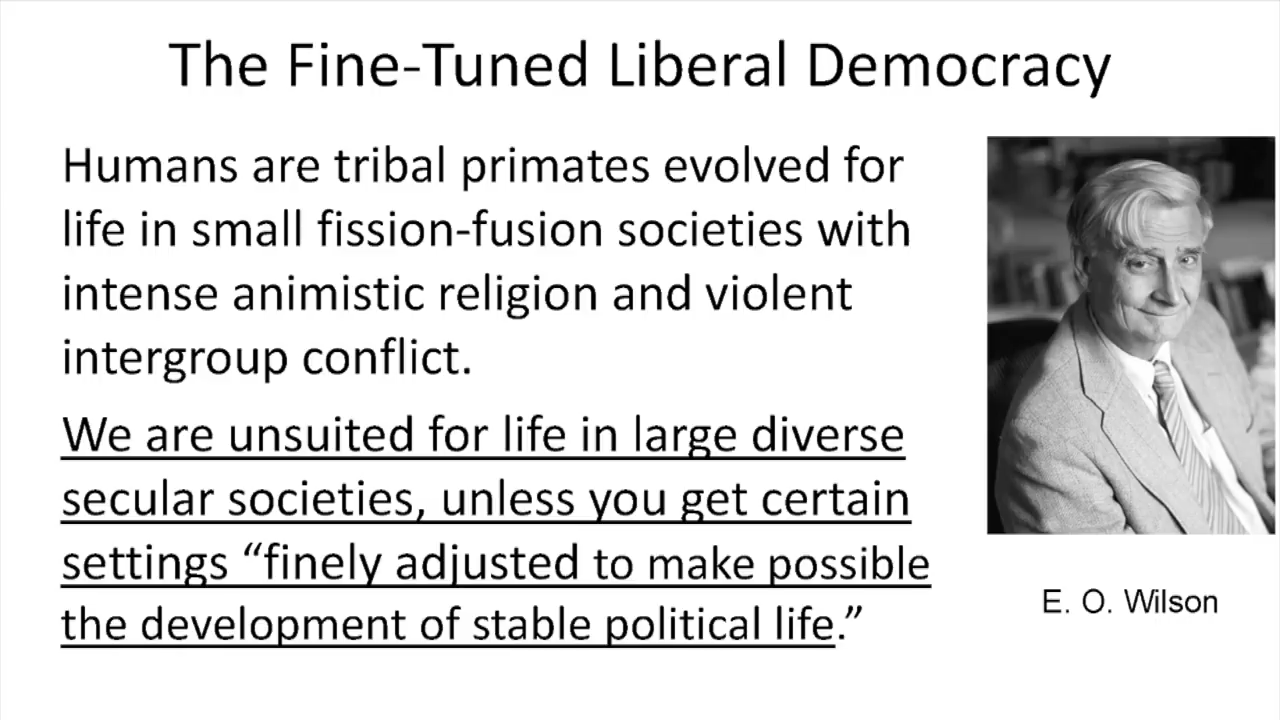 The Fine-Tuned Liberal Democracy
Humans are tribal primates evolved for
life in small fission-fusion societies with
intense animistic religion and violent
intergroup conflict.
We are unsuited for life in large diverse
secular societies, unless you get certain
settings “finely adjusted to make possible
the development of stable political life.”
E. O. Wilson